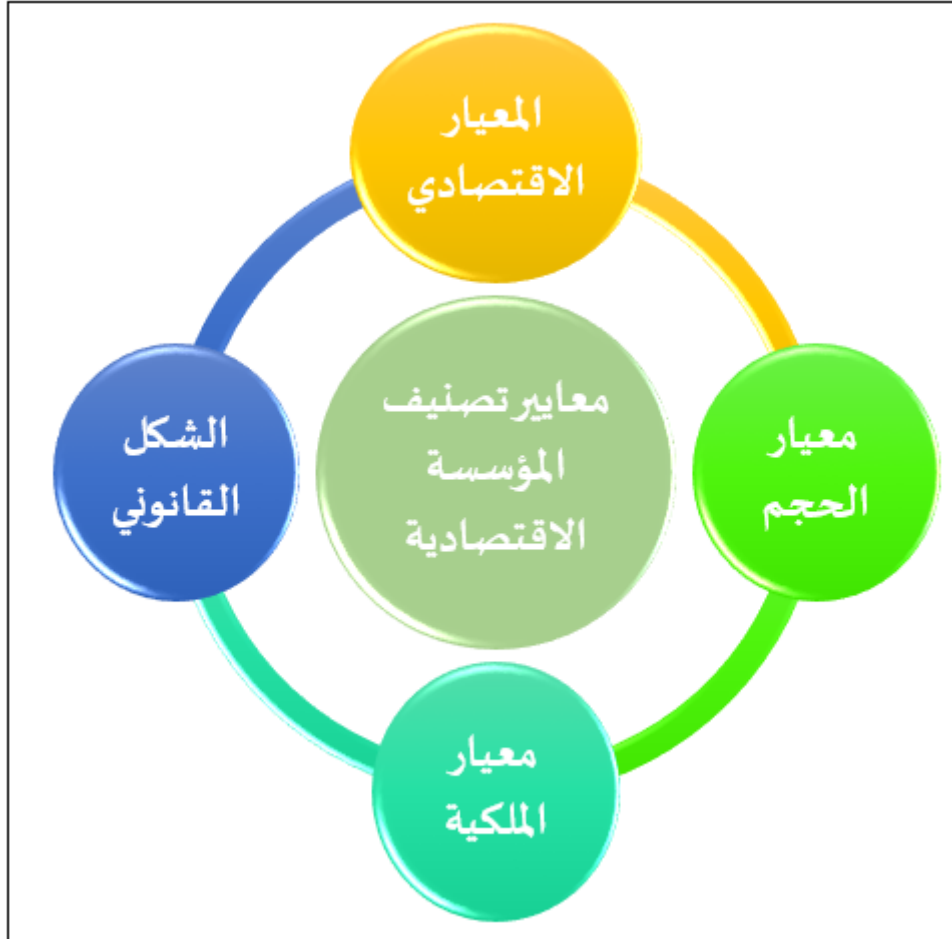 المعيار
الاقتصادي
معايير تصنيف
المؤسسة
الاقتصادية
معيار
الحجم
الشكل
القانوني
معيار
الملكية